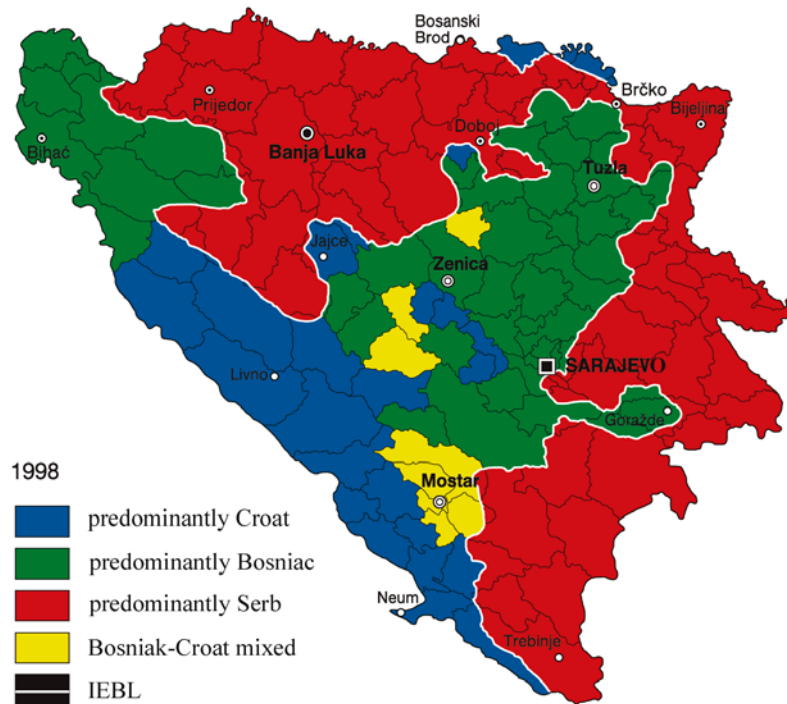 Bosanski
Brod
Brčko
Prijedor
Bijeljina
Doboj
Banja Luka
Bihać
Tuzla
Jajce
Zenica
SARAJEVO
Livno
Goražde
1998
Mostar
predominantly Croat
predominantly Bosniac
predominantly Serb
Neum
Bosniak-Croat mixed
Trebinje
IEBL